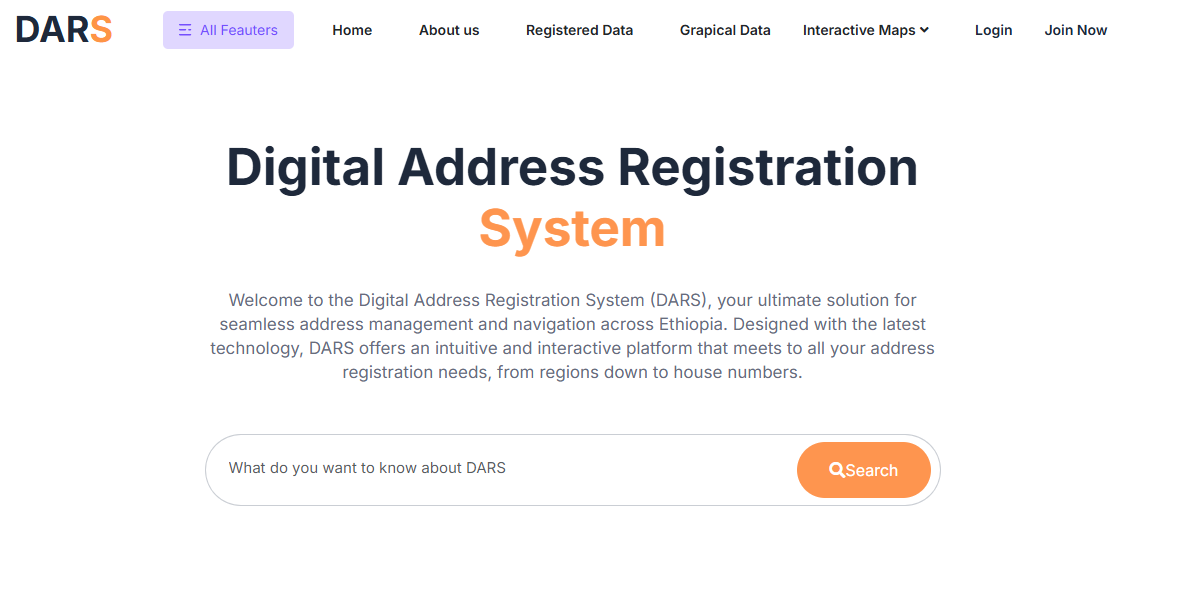 DARS
All Feauters
Home
About us
Registered Data
Grapical Data
Interactive Maps
Login
Join Now
Digital Address Registration
System
Welcome to the Digital Address Registration System (DARS), your ultimate solution for
seamless address management and navigation across Ethiopia. Designed with the latest
technology, DARS offers an intuitive and interactive platform that meets to all your address
registration needs, from regions down to house numbers.
What do you want to know about DARS
Search